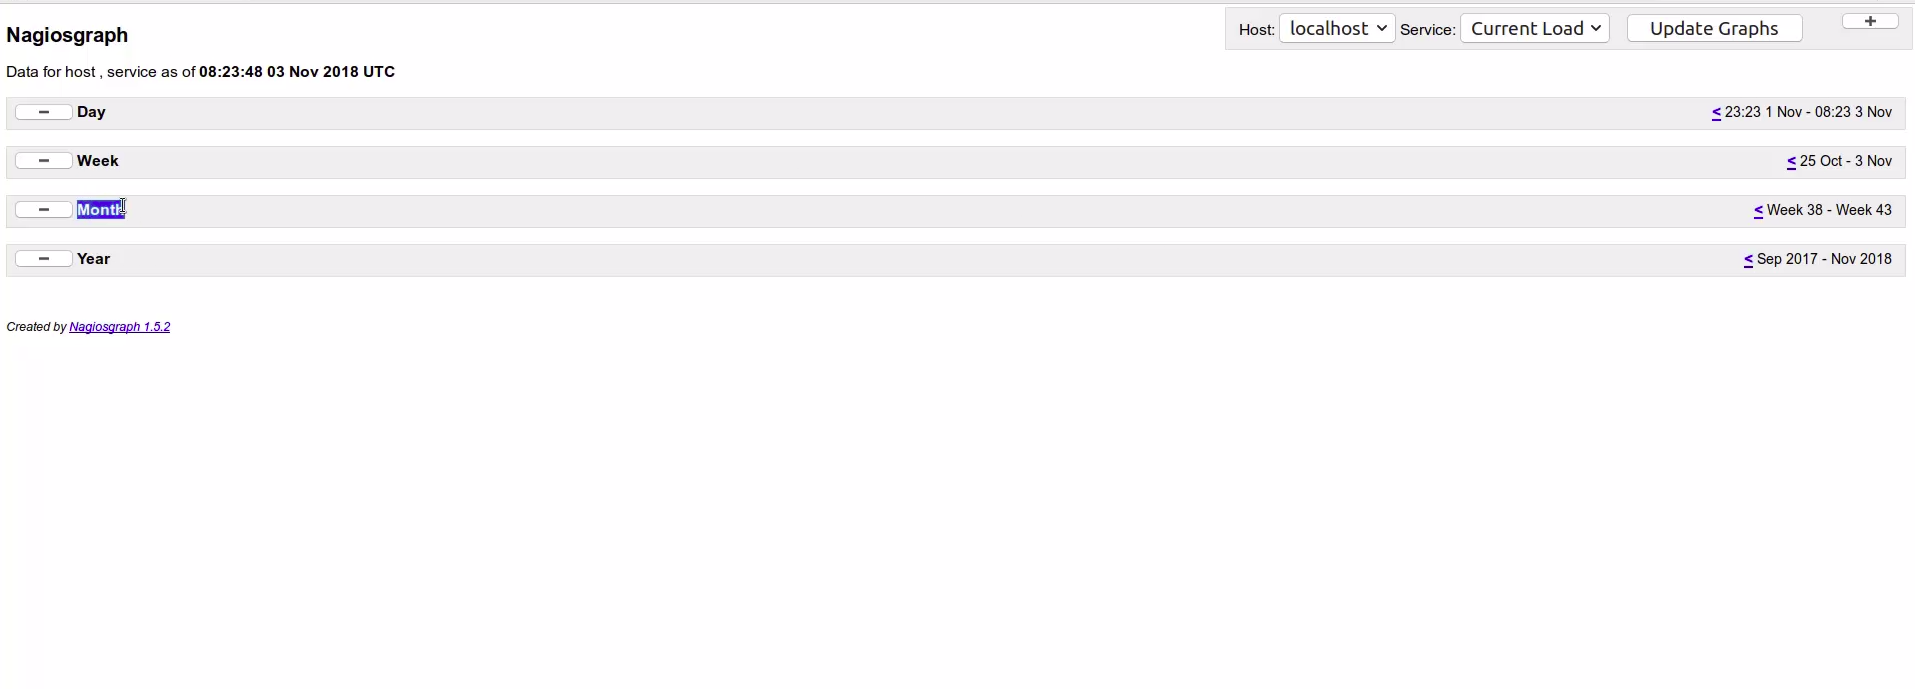 Nagiosgraph
Host: localhost Service: Current Load Update Graphs +
Data for host , service as of 08:23:48 03 Nov 2018 UTC
− Day < 23:23 1 Nov - 08:23 3 Nov
− Week < 25 Oct - 3 Nov
− Month < Week 38 - Week 43
− Year < Sep 2017 - Nov 2018
Created by Nagiosgraph 1.5.2